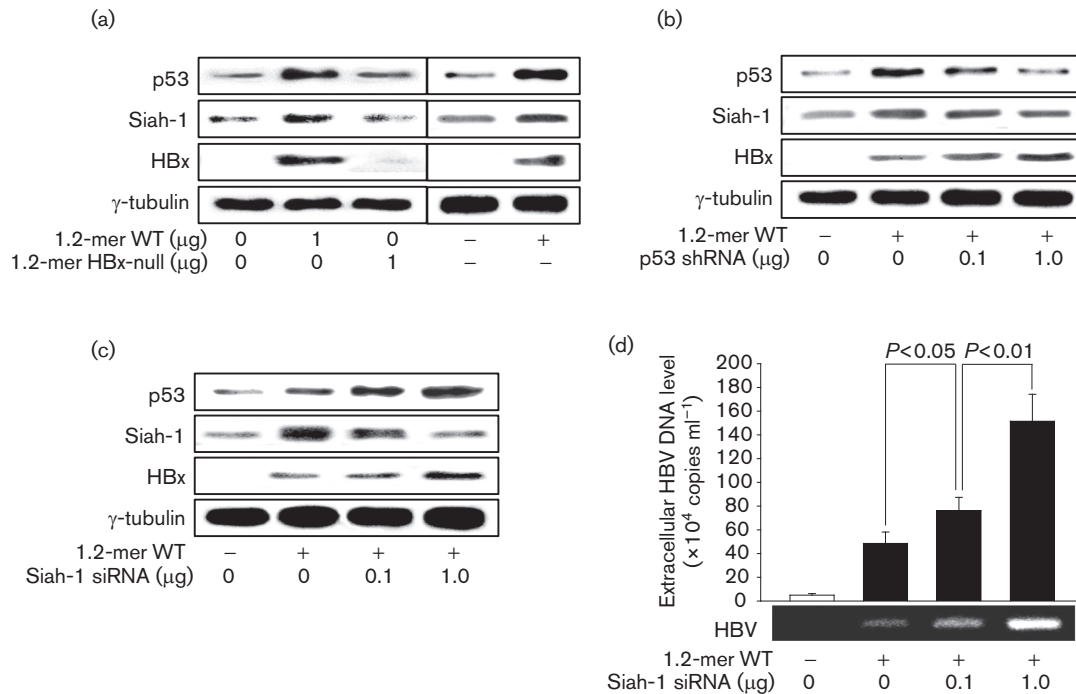 (a)
p53
Siah-1
HBx
γ-tubulin
1.2-mer WT (μg) 0 1 0 – +
1.2-mer HBx-null (μg) 0 0 1 – –
(b)
p53
Siah-1
HBx
γ-tubulin
1.2-mer WT – + + +
p53 shRNA (μg) 0 0 0.1 1.0
(c)
p53
Siah-1
HBx
γ-tubulin
1.2-mer WT – + + +
Siah-1 siRNA (μg) 0 0 0.1 1.0
(d)
P<0.05 P<0.01
Extracellular HBV DNA level
(×10⁴ copies ml⁻¹)
200
180
160
140
120
100
80
60
40
20
0
HBV
1.2-mer WT – + + +
Siah-1 siRNA (μg) 0 0 0.1 1.0